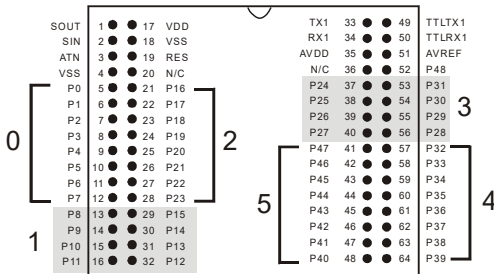 SOUT 1 17 VDD TX1 33 49 TTLTX1
SIN 2 18 VSS RX1 34 50 TTLRX1
ATN 3 19 RES AVDD 35 51 AVREF
VSS 4 20 N/C N/C 36 52 P48
P0 5 21 P16 P24 37 53 P31
P1 6 22 P17 P25 38 54 P30
P2 7 23 P18 P26 39 55 P29
P3 8 24 P19 P27 40 56 P28
P4 9 25 P20 P47 41 57 P32
P5 10 26 P21 P46 42 58 P33
P6 11 27 P22 P45 43 59 P34
P7 12 28 P23 P44 44 60 P35
P8 13 29 P15 P43 45 61 P36
P9 14 30 P14 P42 46 62 P37
P10 15 31 P13 P41 47 63 P38
P11 16 32 P12 P40 48 64 P39
0
2
3
1
5
4